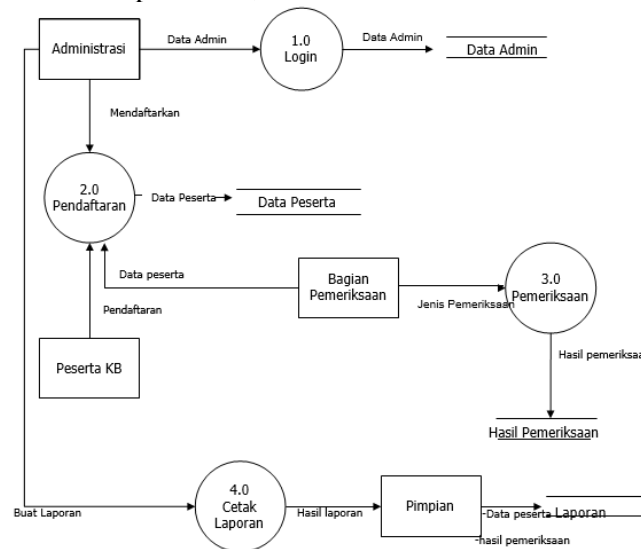 Administrasi
Data Admin
1.0
Login
Data Admin
Data Admin
Mendaftarkan
2.0
Pendaftaran
Data Peserta
Data Peserta
Data peserta
Bagian
Pemeriksaan
Jenis Pemeriksaan
3.0
Pemeriksaan
Pendaftaran
Peserta KB
Hasil pemeriksaa
Hasil Pemeriksaan
Buat Laporan
4.0
Cetak
Laporan
Hasil laporan
Pimpian
-Data peserta
Laporan
-hasil pemeriksaan